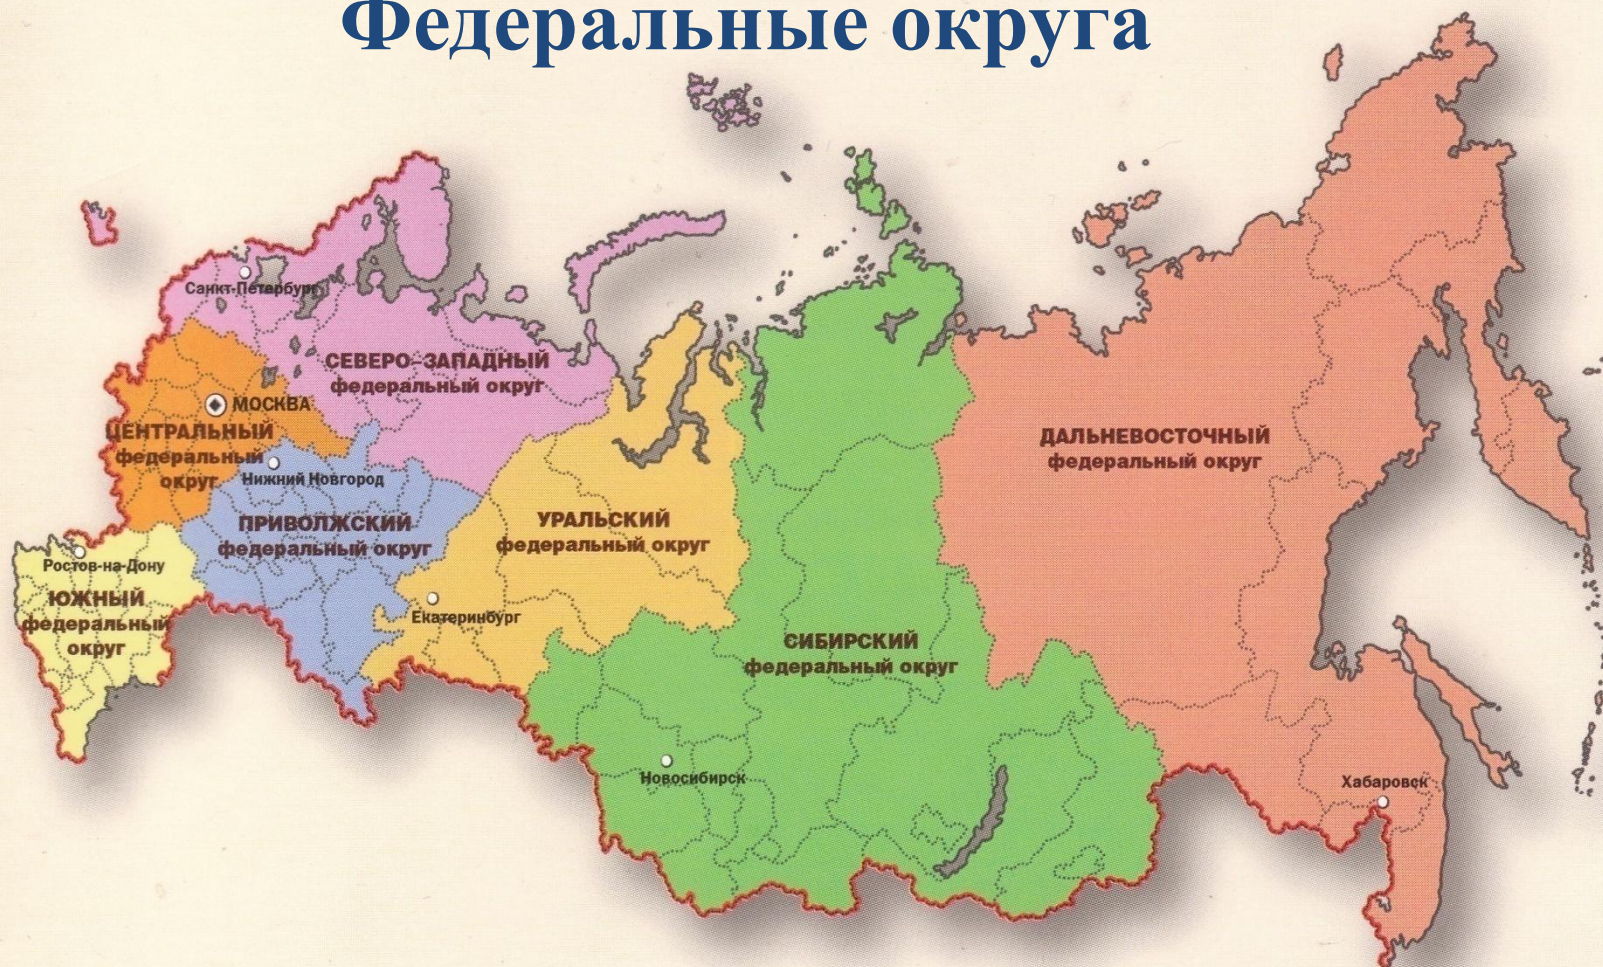 Федеральные округа
Санкт-Петербург
СЕВЕРО-ЗАПАДНЫЙ
федеральный округ
МОСКВА
ЦЕНТРАЛЬНЫЙ
федеральный
округ
Нижний Новгород
ПРИВОЛЖСКИЙ
федеральный округ
УРАЛЬСКИЙ
федеральный округ
ДАЛЬНЕВОСТОЧНЫЙ
федеральный округ
Ростов-на-Дону
ЮЖНЫЙ
федеральный
округ
Екатеринбург
СИБИРСКИЙ
федеральный округ
Новосибирск
Хабаровск